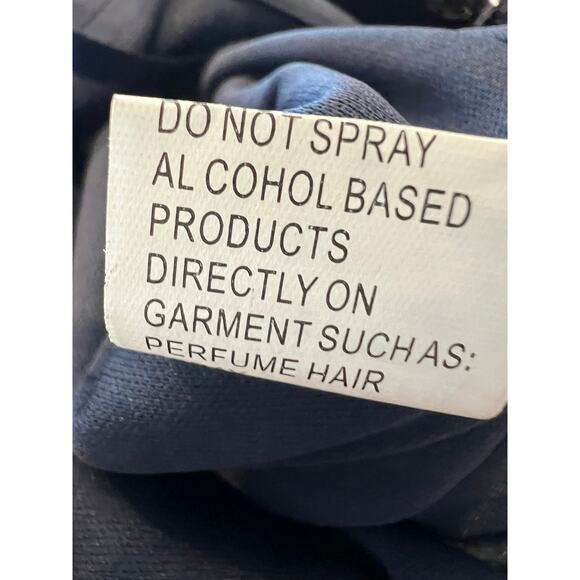 DO NOT SPRAY
AL COHOL BASED
PRODUCTS
DIRECTLY ON
GARMENT SUCH AS:
PERFUME HAIR